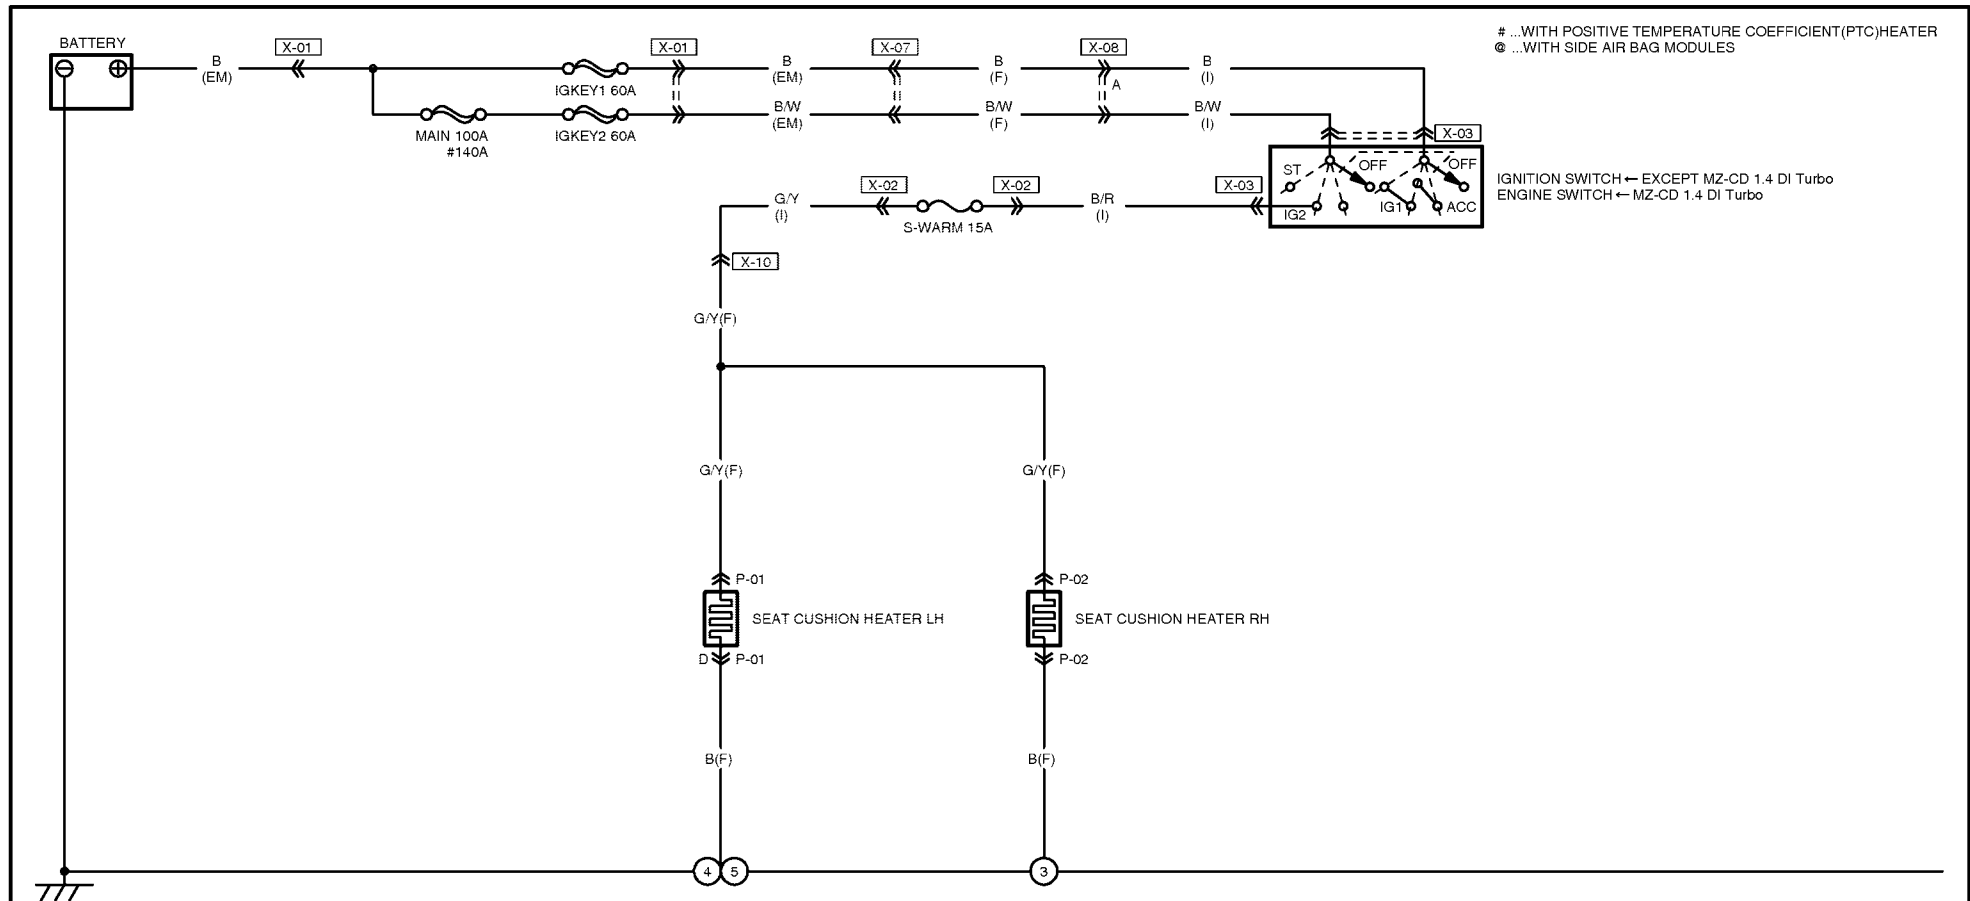 BATTERY
X-01
X-01
X-07
X-08
# ...WITH POSITIVE TEMPERATURE COEFFICIENT(PTC)HEATER
@ ...WITH SIDE AIR BAG MODULES
B
(EM)
IGKEY1 60A
B
(EM)
B
(F)
A
B
(I)
MAIN 100A
#140A
IGKEY2 60A
B/W
(EM)
B/W
(F)
B/W
(I)
X-03
ST
OFF
OFF
IG2
IG1
ACC
IGNITION SWITCH ← EXCEPT MZ-CD 1.4 DI Turbo
ENGINE SWITCH ← MZ-CD 1.4 DI Turbo
G/Y
(I)
X-02
S-WARM 15A
X-02
B/R
(I)
X-03
X-10
G/Y(F)
G/Y(F)
G/Y(F)
P-01
P-02
SEAT CUSHION HEATER LH
SEAT CUSHION HEATER RH
D
P-01
P-02
B(F)
B(F)
4
5
3